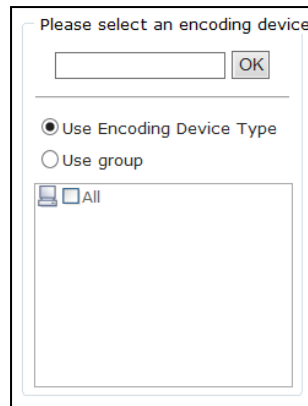 Please select an encoding device
OK
Use Encoding Device Type
Use group
All